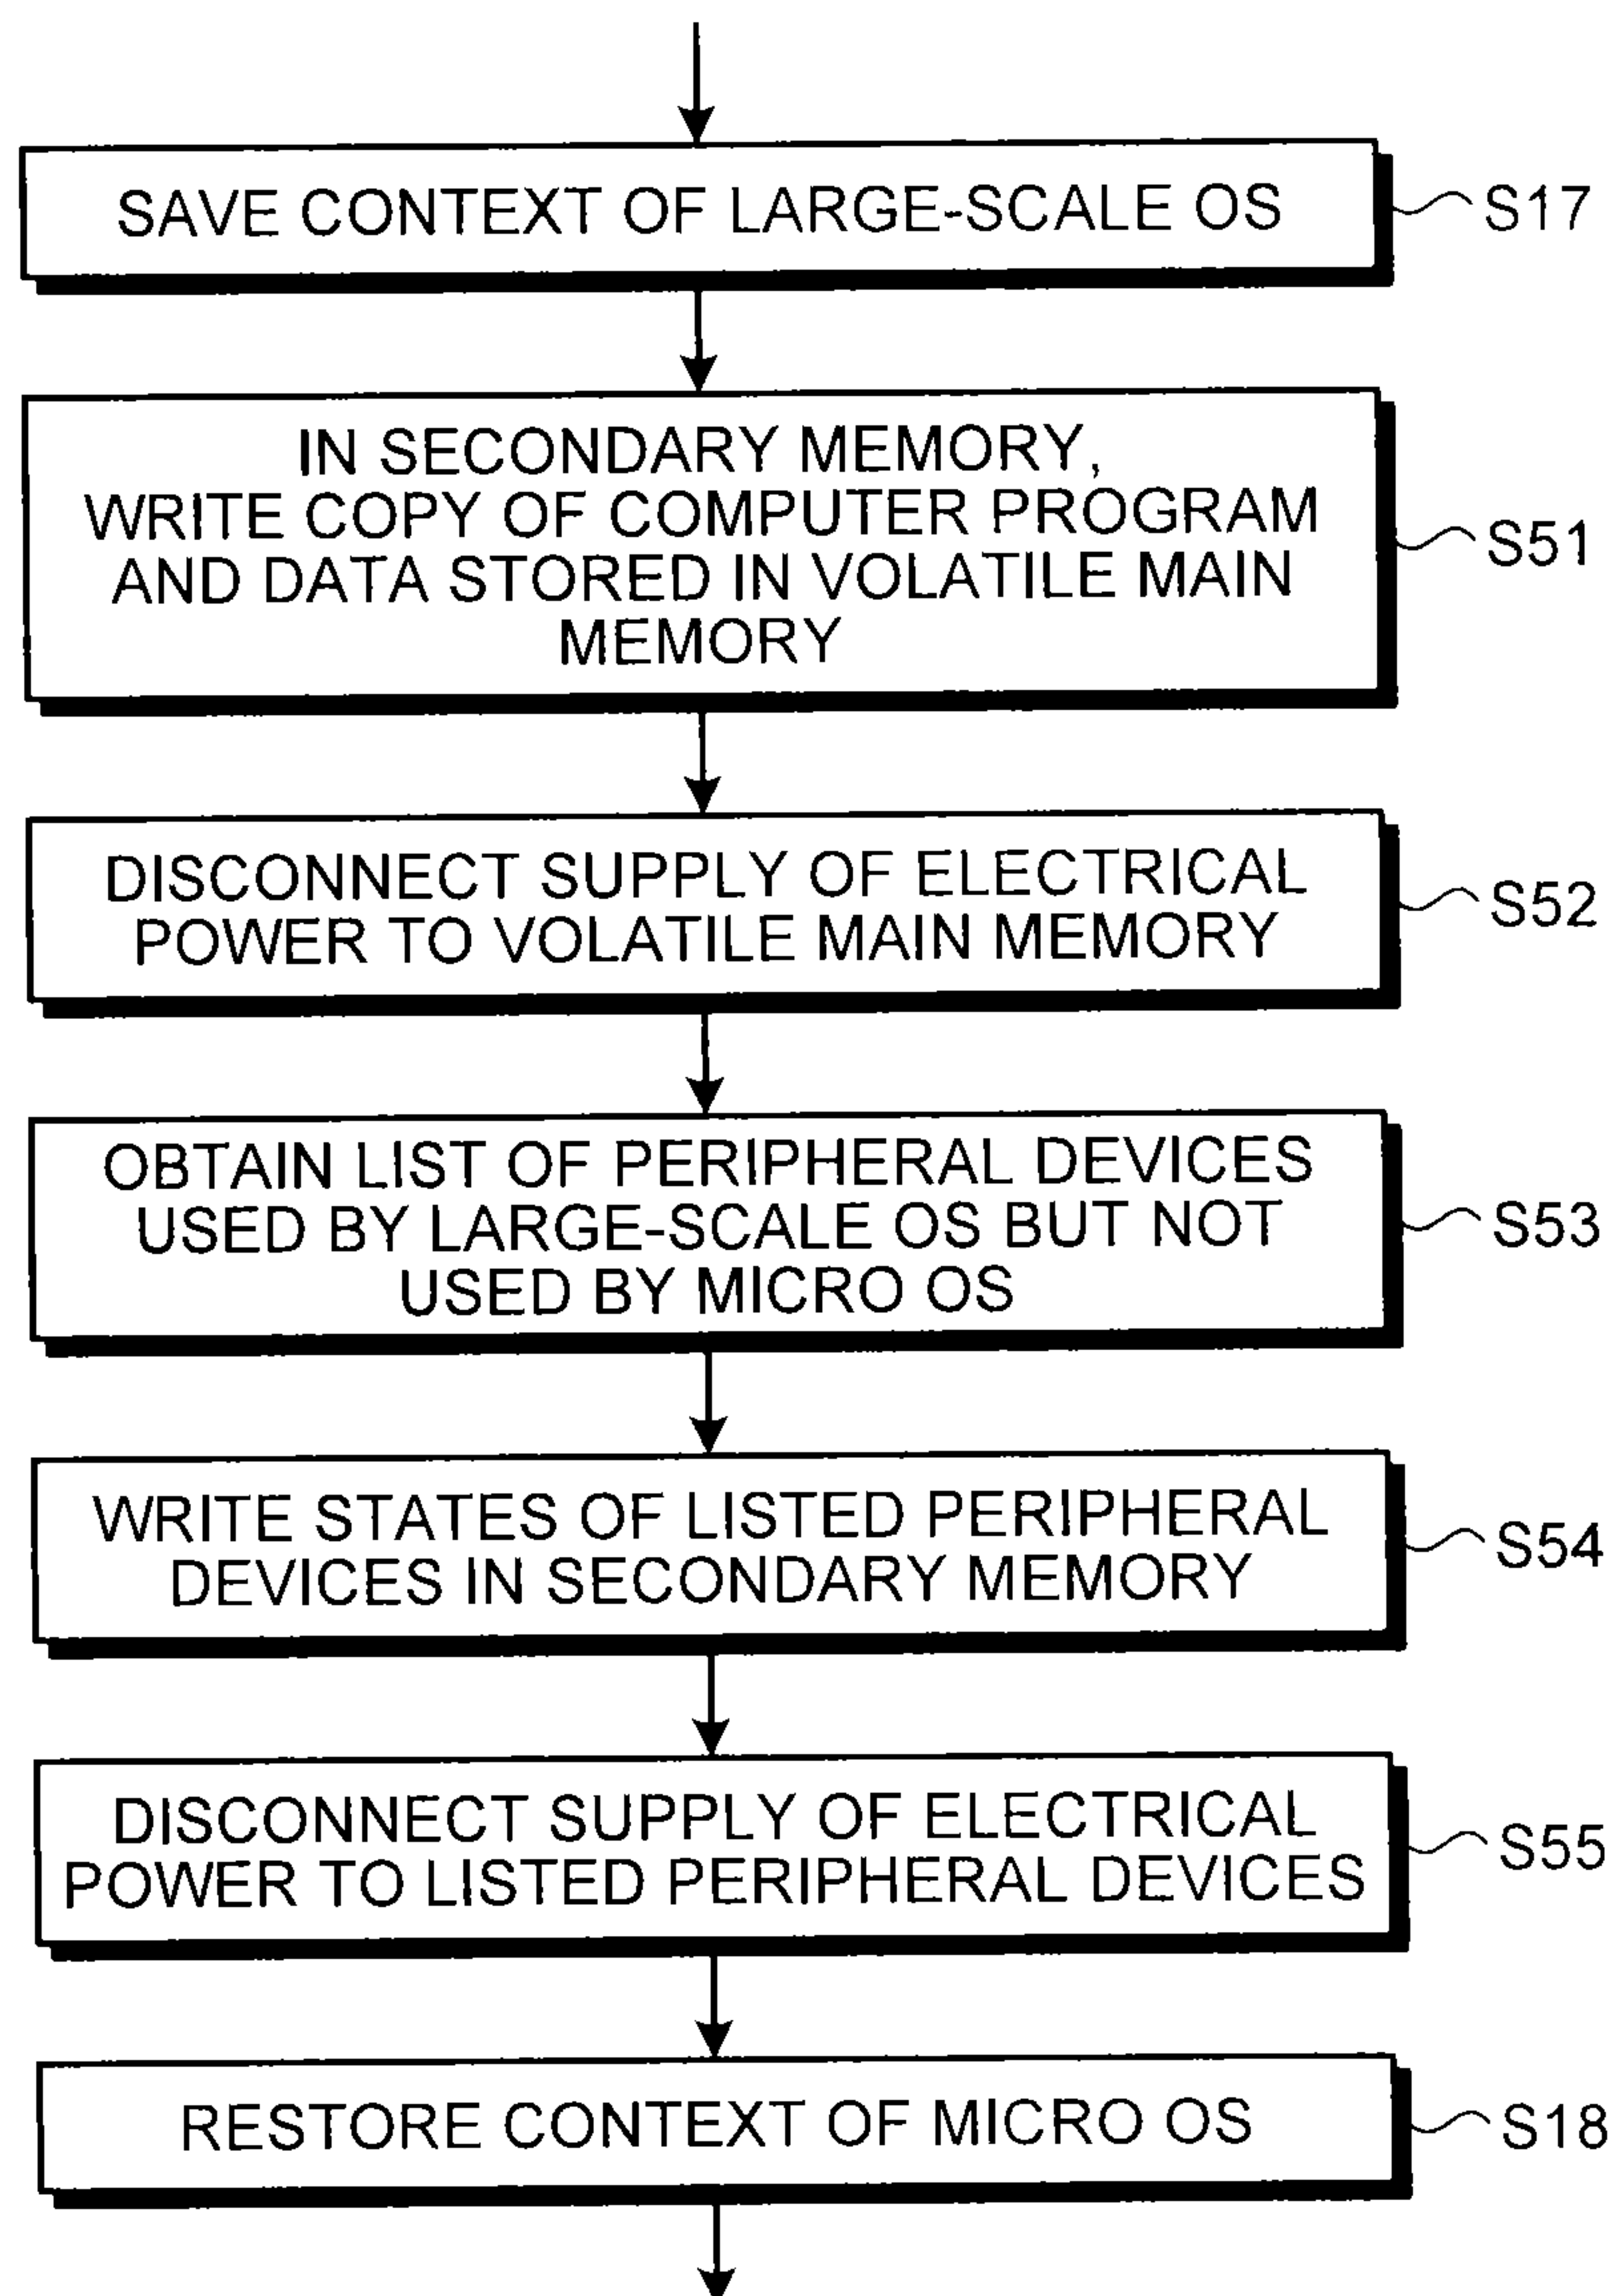 SAVE CONTEXT OF LARGE-SCALE OS
S17
IN SECONDARY MEMORY,
WRITE COPY OF COMPUTER PROGRAM
AND DATA STORED IN VOLATILE MAIN
MEMORY
S51
DISCONNECT SUPPLY OF ELECTRICAL
POWER TO VOLATILE MAIN MEMORY
S52
OBTAIN LIST OF PERIPHERAL DEVICES
USED BY LARGE-SCALE OS BUT NOT
USED BY MICRO OS
S53
WRITE STATES OF LISTED PERIPHERAL
DEVICES IN SECONDARY MEMORY
S54
DISCONNECT SUPPLY OF ELECTRICAL
POWER TO LISTED PERIPHERAL DEVICES
S55
RESTORE CONTEXT OF MICRO OS
S18